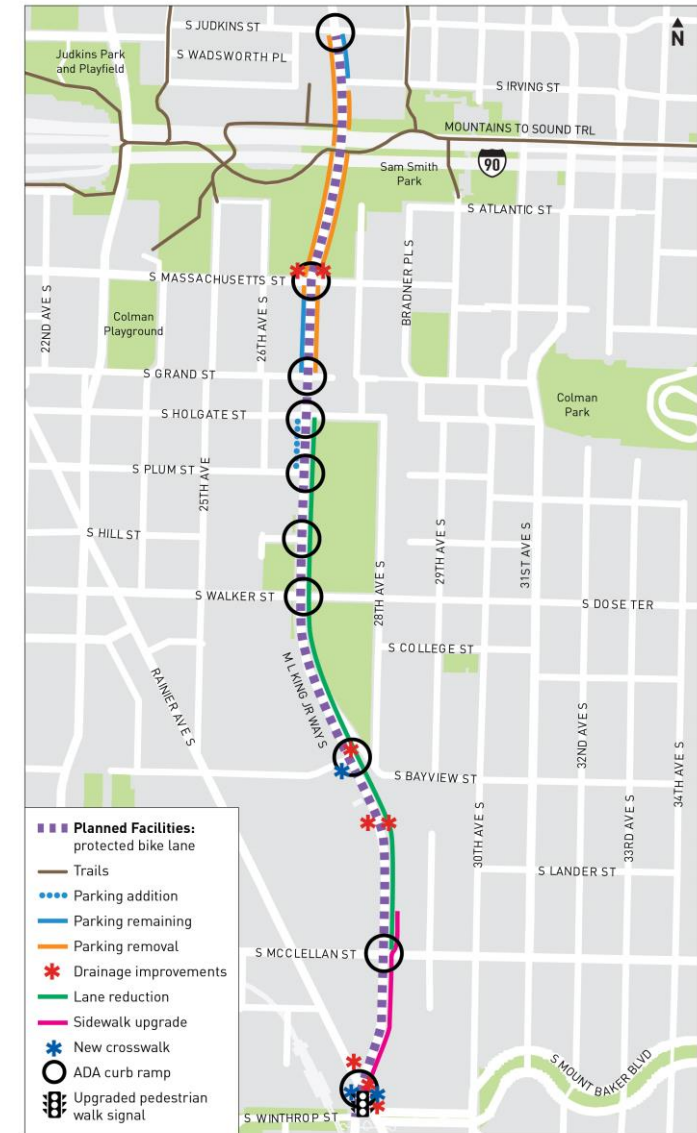 S JUDKINS ST
N
Judkins Park
and Playfield
S WADSWORTH PL
S IRVING ST
MOUNTAINS TO SOUND TRL
90
Sam Smith
Park
S ATLANTIC ST
S MASSACHUSETTS ST
22ND AVE S
Colman
Playground
26TH AVE S
BRADNER PL S
S GRAND ST
S HOLGATE ST
Colman
Park
S PLUM ST
25TH AVE
S HILL ST
29TH AVE S
31ST AVE S
28TH AVE S
S WALKER ST
S DOSE TER
S COLLEGE ST
RAINIER AVE S
M L KING JR WAY S
32ND AVE S
34TH AVE S
S BAYVIEW ST
30TH AVE S
33RD AVE S
S LANDER ST
S MCCLELLAN ST
S MOUNT BAKER BLVD
S WINTHROP ST
Planned Facilities:
protected bike lane
Trails
Parking addition
Parking remaining
Parking removal
Drainage improvements
Lane reduction
Sidewalk upgrade
New crosswalk
ADA curb ramp
Upgraded pedestrian
walk signal